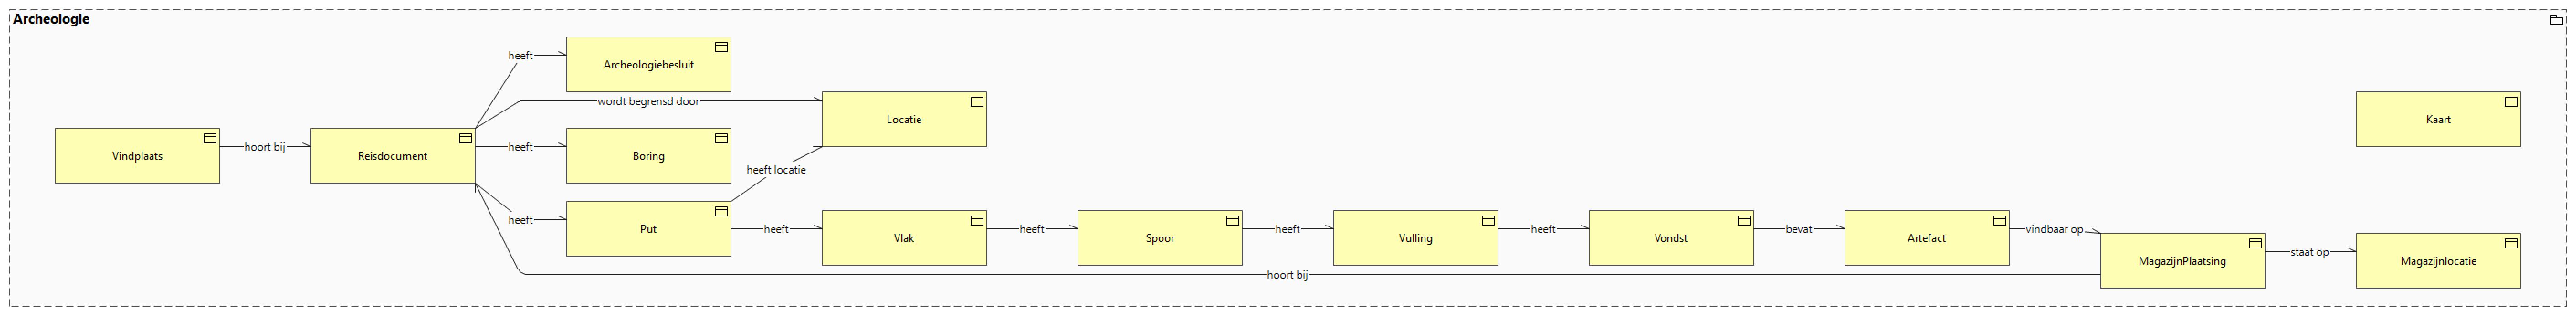 Archeologie
heeft
Archeologiebesluit
wordt begrensd door
Locatie
Kaart
Vindplaats
hoort bij
Reisdocument
heeft
Boring
heeft locatie
heeft
Put
heeft
Vlak
heeft
Spoor
heeft
Vulling
heeft
Vondst
bevat
Artefact
vindbaar op
MagazijnPlaatsing
staat op
Magazijnlocatie
hoort bij